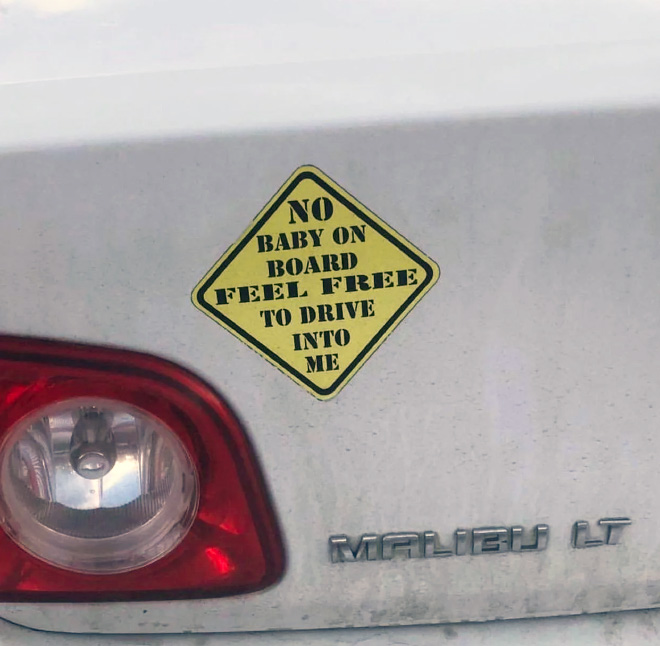 NO
BABY ON
BOARD
FEEL FREE
TO DRIVE
INTO
ME
MALIBU LT